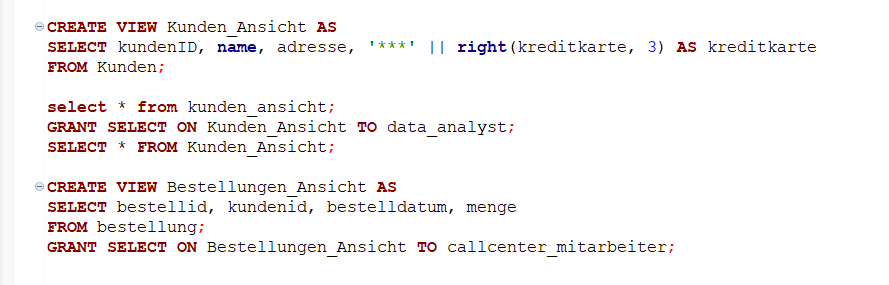 CREATE VIEW Kunden_Ansicht AS
SELECT kundenID, name, adresse, '***' || right(kreditkarte, 3) AS kreditkarte
FROM Kunden;
select * from kunden_ansicht;
GRANT SELECT ON Kunden_Ansicht TO data_analyst;
SELECT * FROM Kunden_Ansicht;
CREATE VIEW Bestellungen_Ansicht AS
SELECT bestellid, kundenid, bestelldatum, menge
FROM bestellung;
GRANT SELECT ON Bestellungen_Ansicht TO callcenter_mitarbeiter;